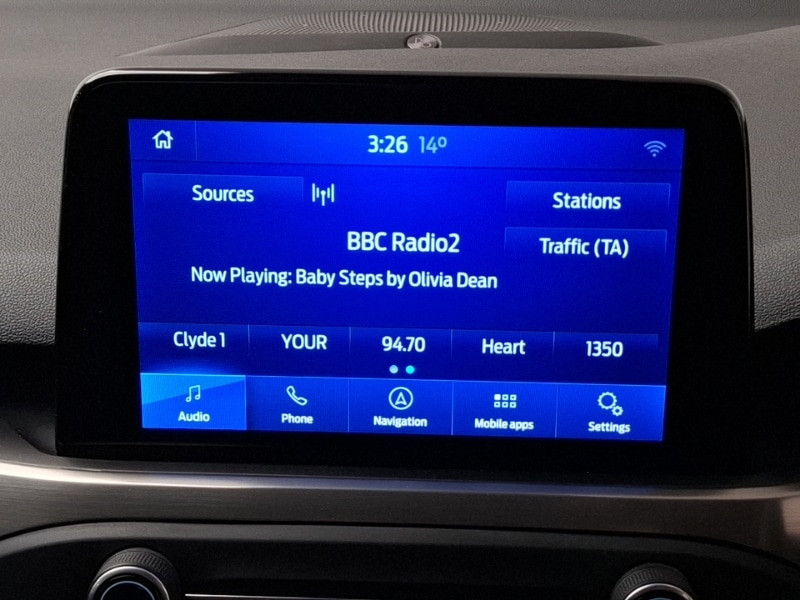 3:26 14°
Sources
Stations
BBC Radio2
Traffic (TA)
Now Playing: Baby Steps by Olivia Dean
Clyde 1 YOUR 94.70 Heart 1350
Audio Phone Navigation Mobile apps Settings